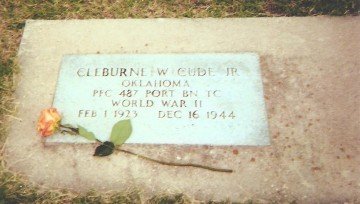 CLEBURNE W CUDE JR
OKLAHOMA
PFC 487 PORT BN TC
WORLD WAR II
FEB 1 1923 DEC 16 1944